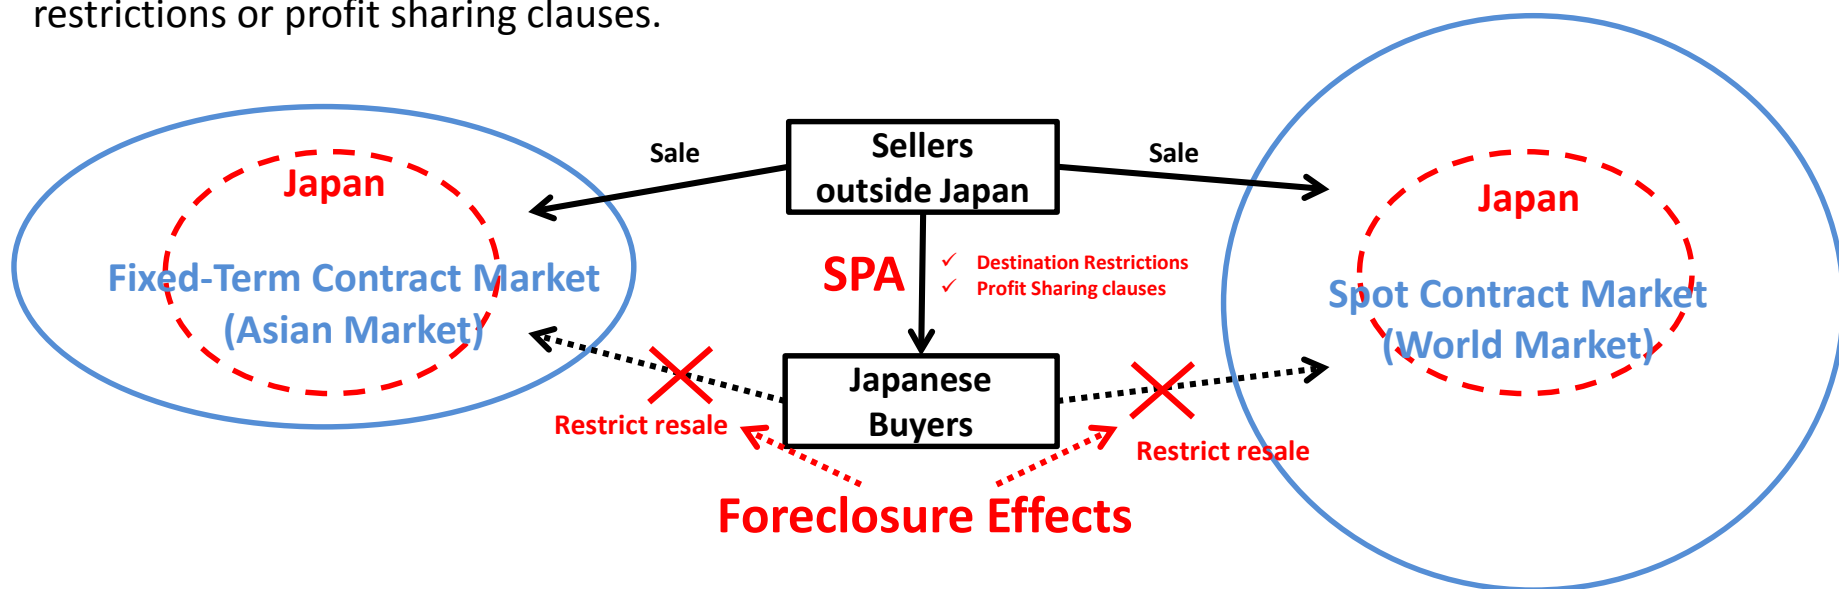 restrictions or profit sharing clauses.
Sale
Sellers
outside Japan
Sale
Japan
Fixed-Term Contract Market
(Asian Market)
SPA
✓ Destination Restrictions
✓ Profit Sharing clauses
Japan
Spot Contract Market
(World Market)
Japanese
Buyers
Restrict resale
Restrict resale
Foreclosure Effects